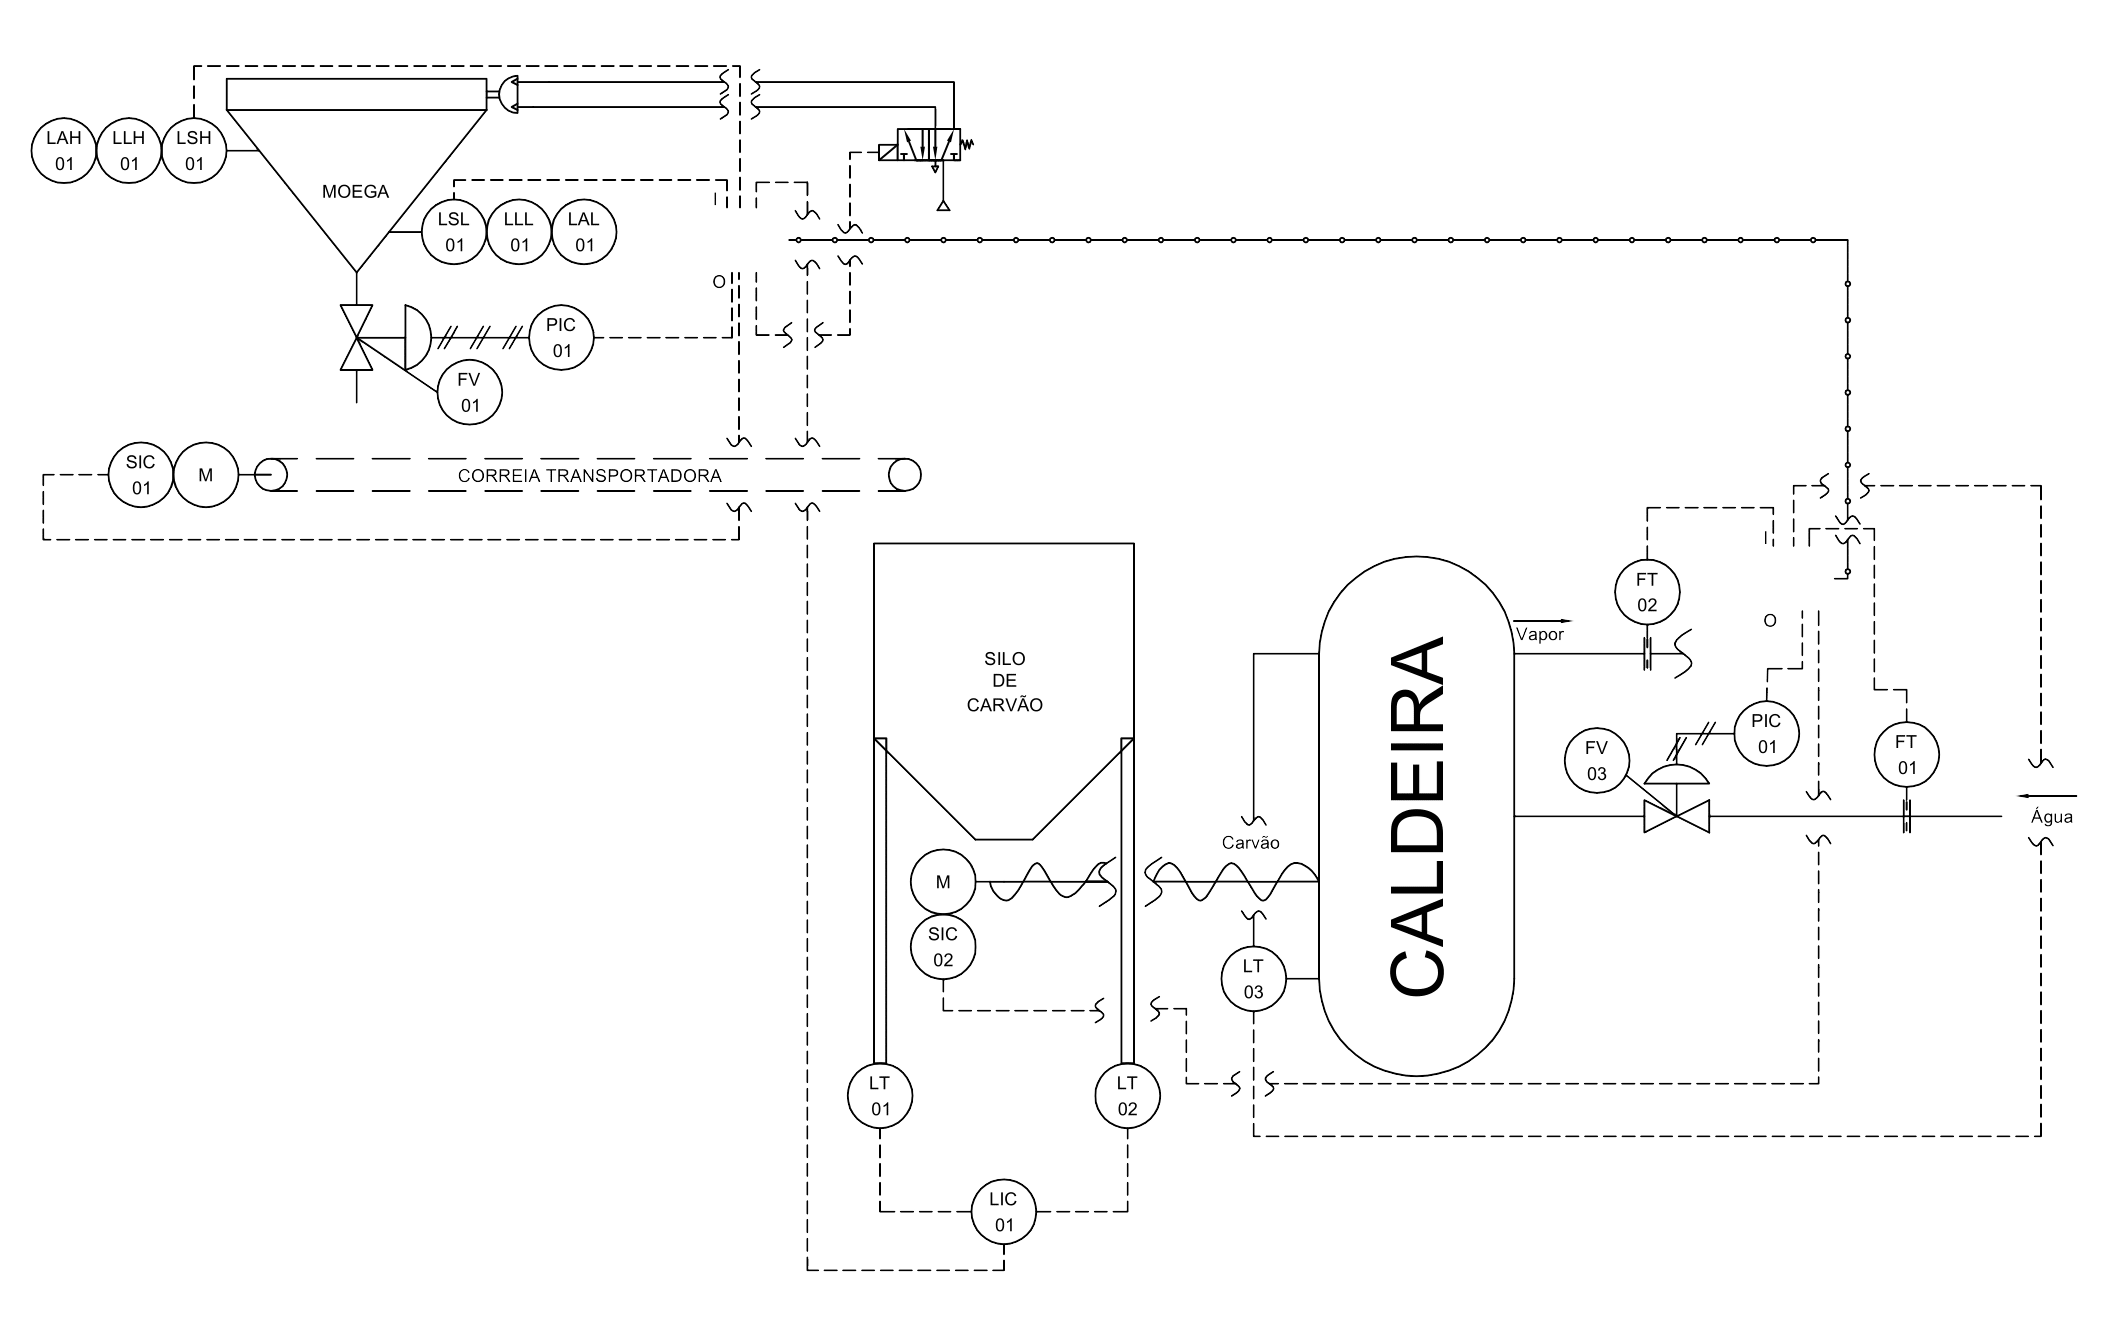 LAH
01
LLH
01
LSH
01
MOEGA
LSL
01
LLL
01
LAL
01
I
O
PIC
01
FV
01
SIC
01
M
CORREIA TRANSPORTADORA
SILO
DE
CARVÃO
M
SIC
02
LT
01
LT
02
LIC
01
Carvão
LT
03
CALDEIRA
Vapor
FT
02
I
O
PIC
01
FV
03
FT
01
Água